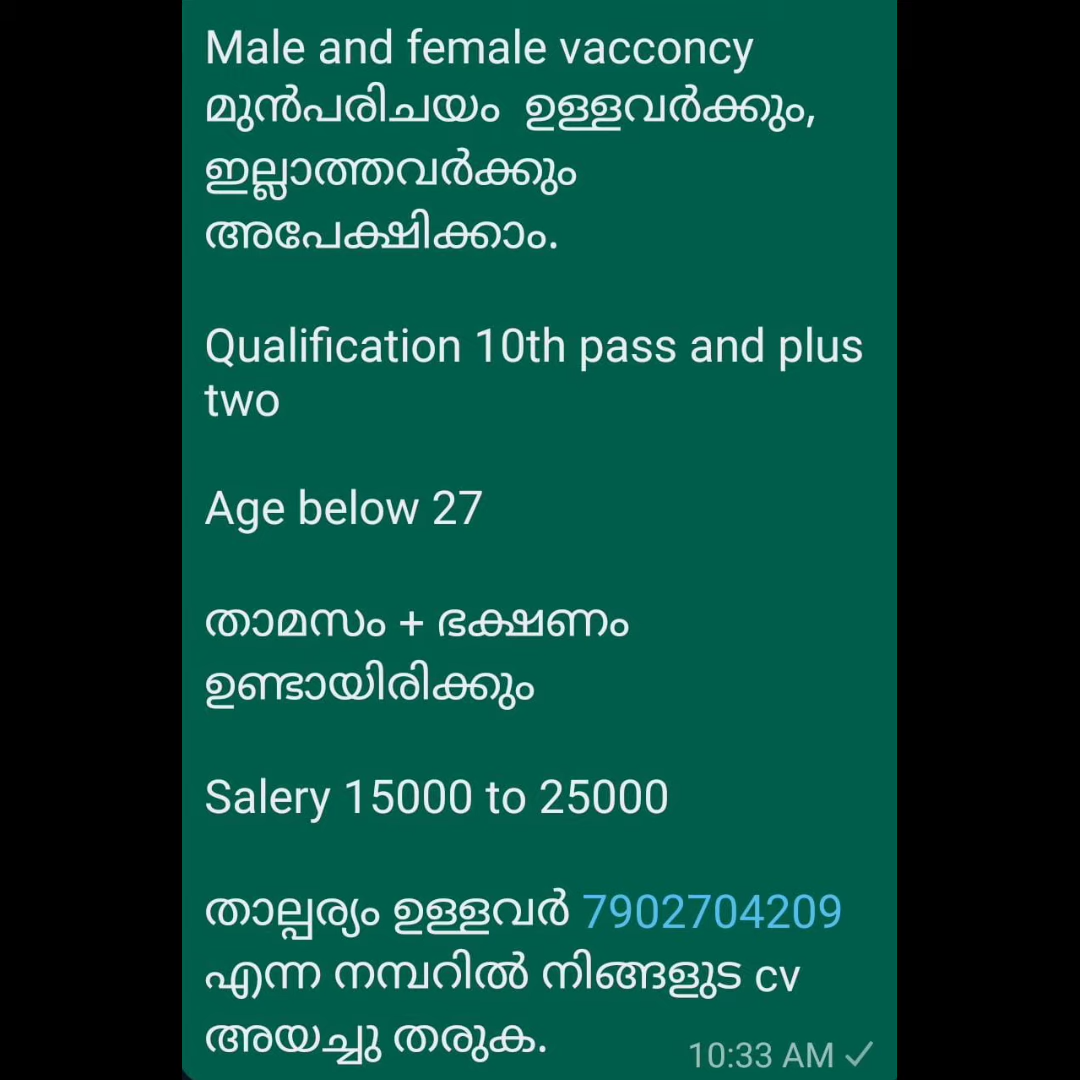 Male and female vacconcy
മുൻപരിചയം ഉള്ളവർക്കും,
ഇല്ലാത്തവർക്കും
അപേക്ഷിക്കാം.
Qualification 10th pass and plus
two
Age below 27
താമസം + ഭക്ഷണം
ഉണ്ടായിരിക്കും
Salery 15000 to 25000
താല്പര്യം ഉള്ളവർ 7902704209
എന്ന നമ്പറിൽ നിങ്ങളുട cv
അയച്ചു തരുക.
10:33 AM ✓